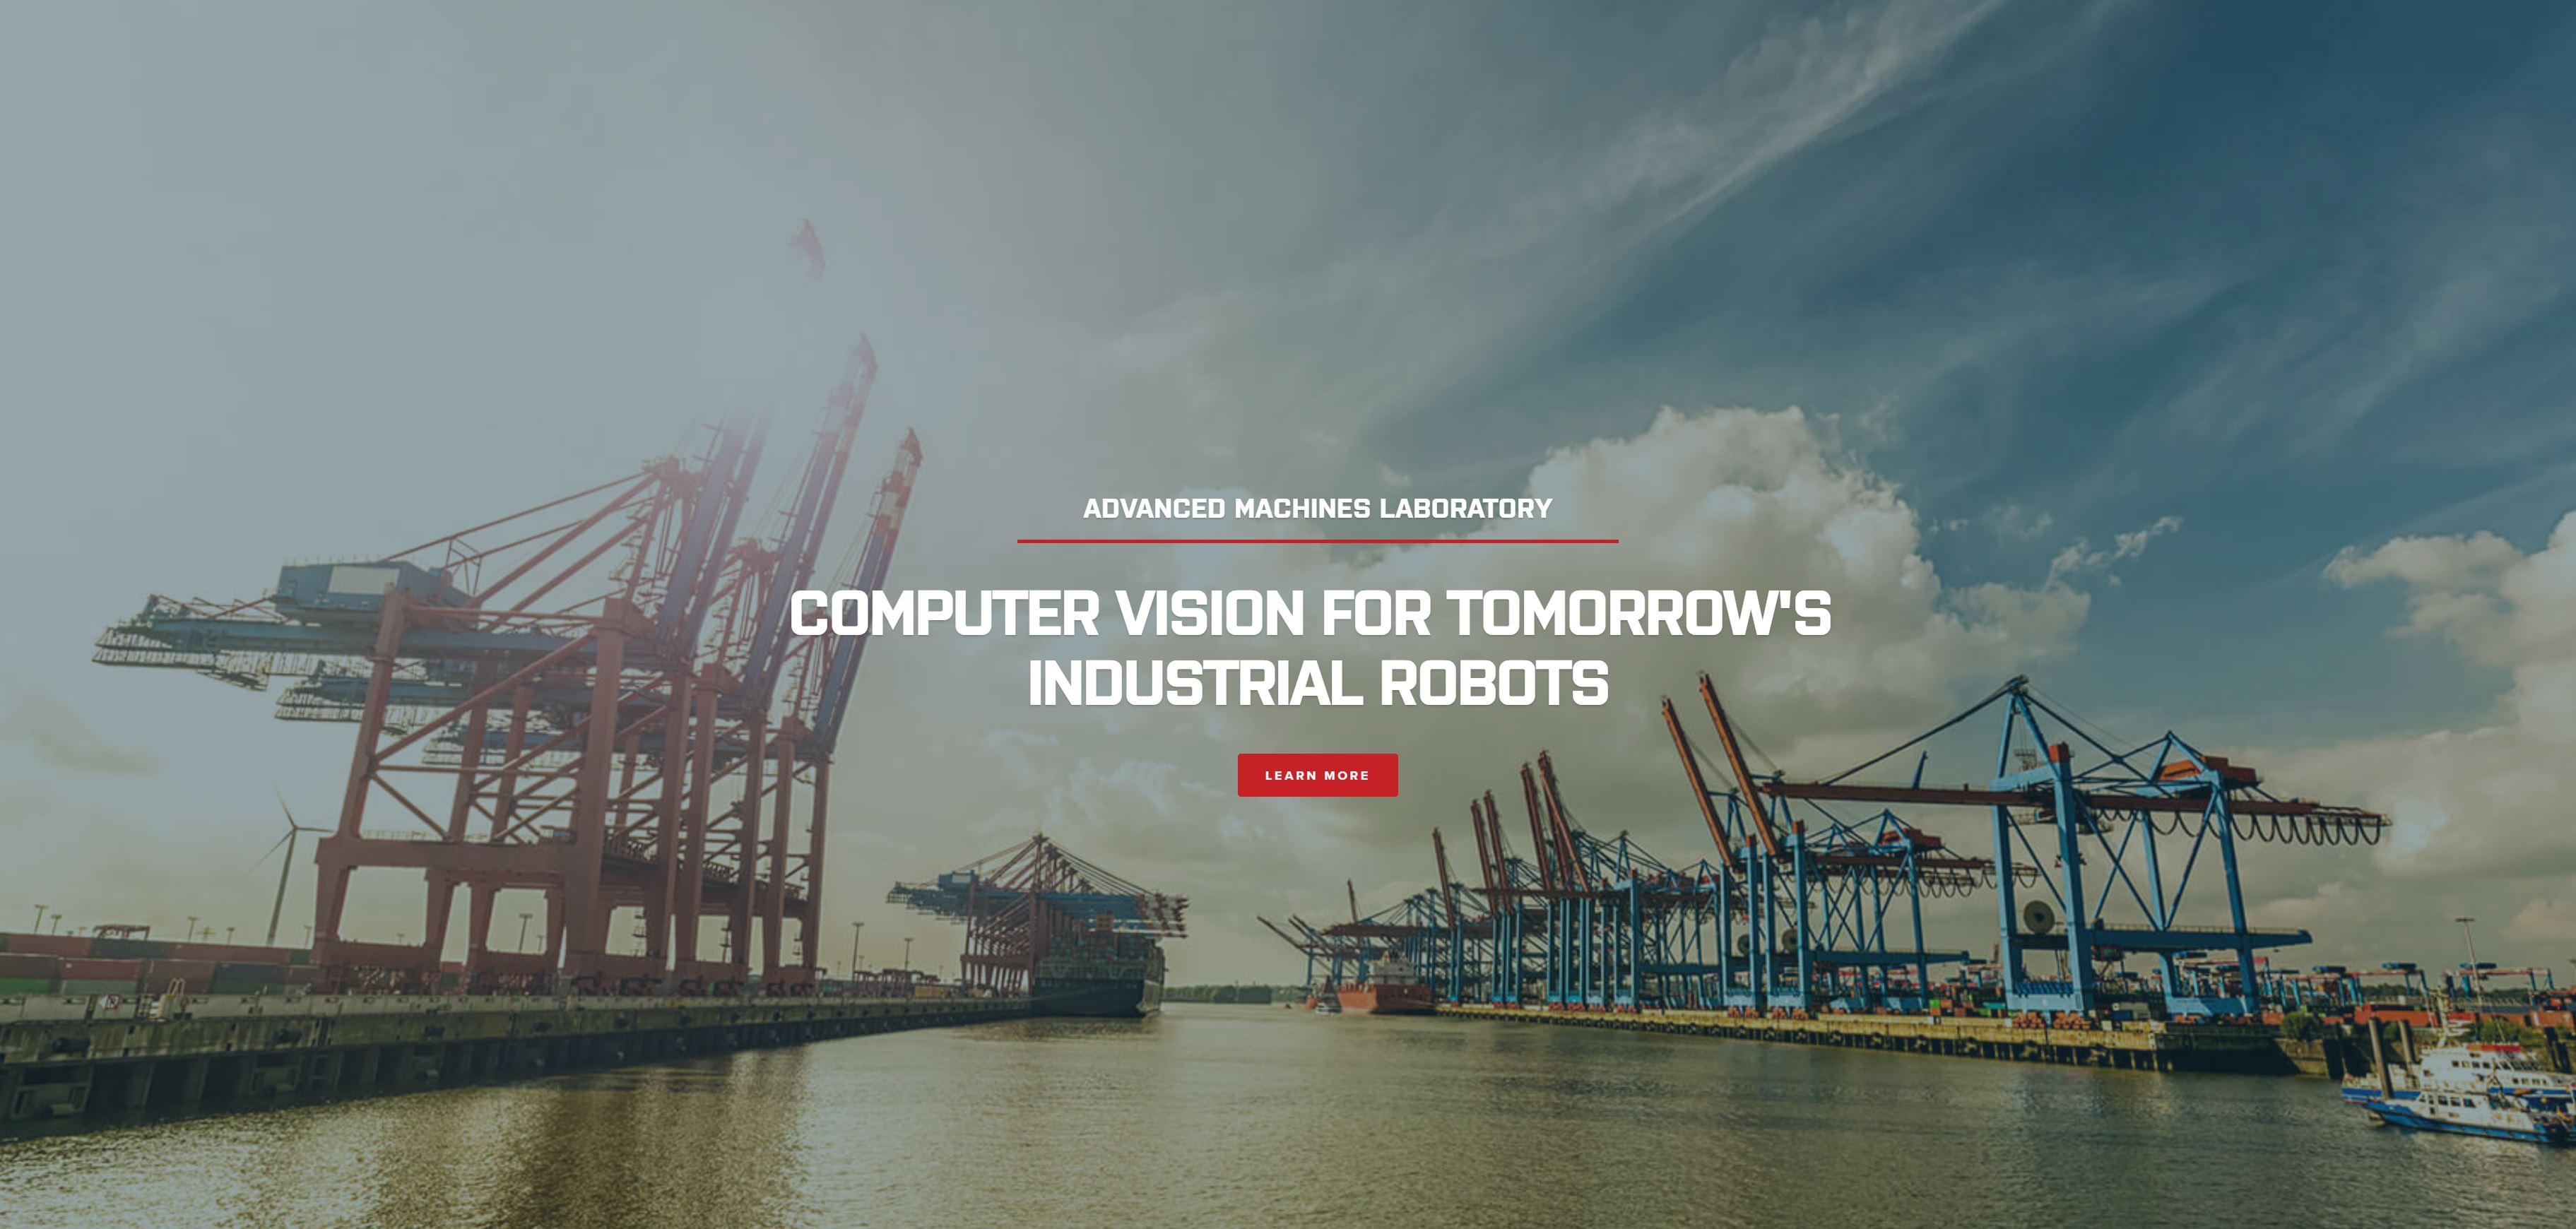 ADVANCED MACHINES LABORATORY
COMPUTER VISION FOR TOMORROW'S
INDUSTRIAL ROBOTS
LEARN MORE